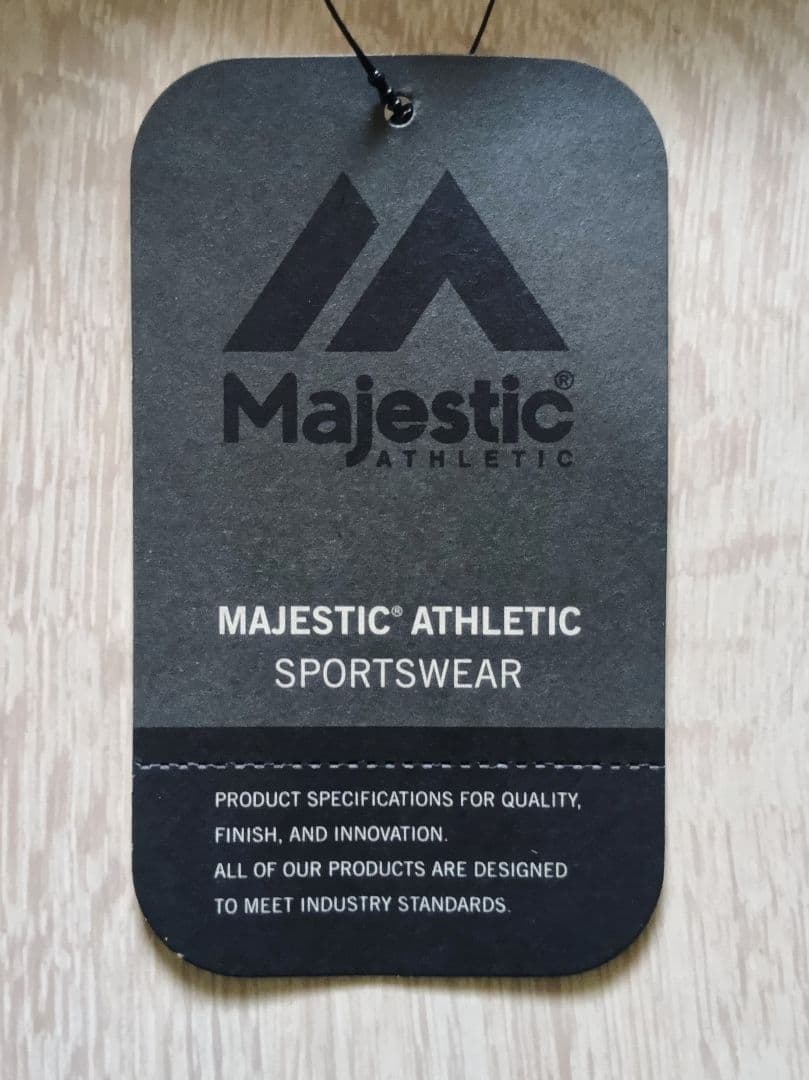 Majestic®
ATHLETIC
MAJESTIC® ATHLETIC
SPORTSWEAR
PRODUCT SPECIFICATIONS FOR QUALITY,
FINISH, AND INNOVATION.
ALL OF OUR PRODUCTS ARE DESIGNED
TO MEET INDUSTRY STANDARDS.